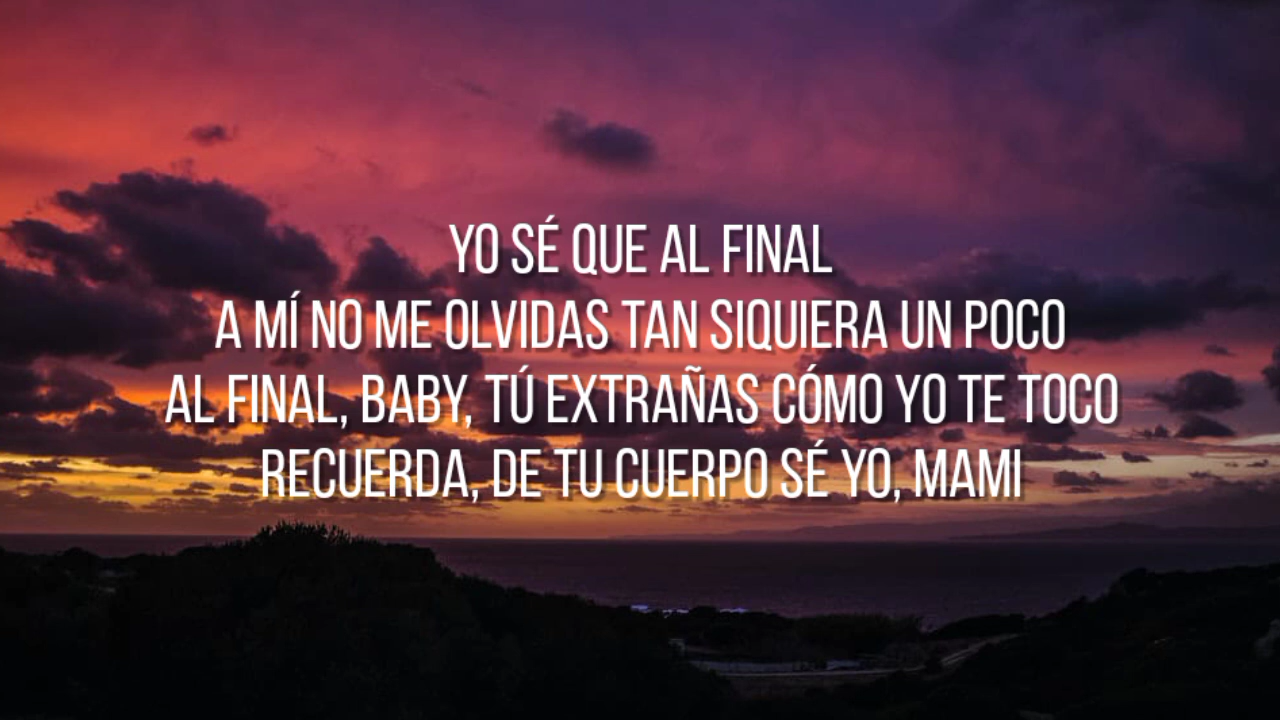 YO SÉ QUE AL FINAL
A MÍ NO ME OLVIDAS TAN SIQUIERA UN POCO
AL FINAL, BABY, TÚ EXTRAÑAS CÓMO YO TE TOCO
RECUERDA, DE TU CUERPO SÉ YO, MAMI